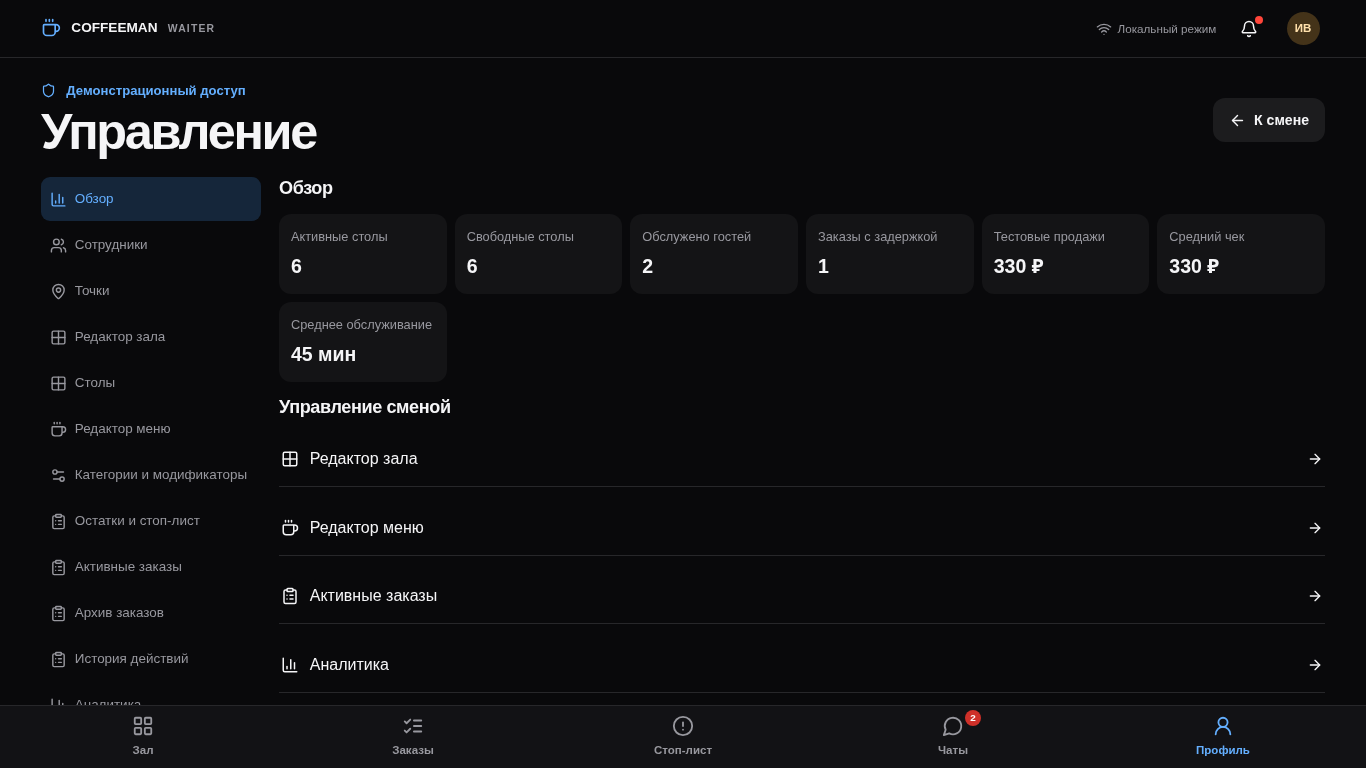 COFFEEMAN WAITER
Локальный режим
ИВ
Демонстрационный доступ
Управление
К смене
Обзор
Сотрудники
Точки
Редактор зала
Столы
Редактор меню
Категории и модификаторы
Остатки и стоп-лист
Активные заказы
Архив заказов
История действий
Аналитика
Обзор
Активные столы
6
Свободные столы
6
Обслужено гостей
2
Заказы с задержкой
1
Тестовые продажи
330 ₽
Средний чек
330 ₽
Среднее обслуживание
45 мин
Управление сменой
Редактор зала
Редактор меню
Активные заказы
Аналитика
Зал
Заказы
Стоп-лист
2
Чаты
Профиль